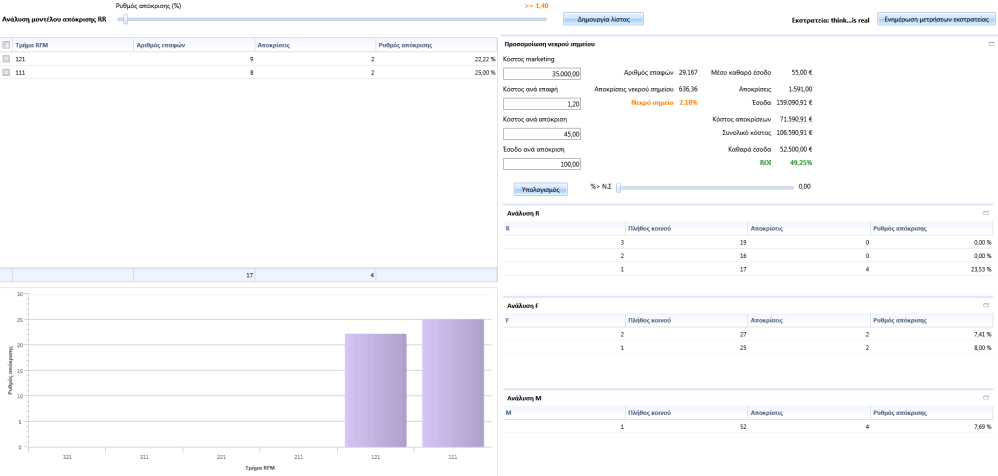 Ρυθμός απόκρισης (%)
>= 1,40
Ανάλυση μοντέλου απόκρισης RR
Δημιουργία λίστας
Εκστρατεία: think...is real
Ενημέρωση μετρήσεων εκστρατείας
Τμήμα RFM Αριθμός επαφών Αποκρίσεις Ρυθμός απόκρισης
121 9 2 22,22 %
111 8 2 25,00 %
17 4
30
25
20
15
10
5
0
Ρυθμός απόκρισης
321 311 221 211 121 111
Τμήμα RFM
Προσομοίωση νεκρού σημείου
Κόστος marketing
35.000,00 Αριθμός επαφών 29.167 Μέσο καθαρό έσοδο 55,00 €
Κόστος ανά επαφή Αποκρίσεις νεκρού σημείου 636,36 Αποκρίσεις 1.591,00
1,20 Νεκρό σημείο 2,18% Έσοδα 159.090,91 €
Κόστος ανά απόκριση Κόστος αποκρίσεων 71.590,91 €
45,00 Συνολικό κόστος 106.590,91 €
Έσοδο ανά απόκριση Καθαρά έσοδα 52.500,00 €
100,00 ROI 49,25%
Υπολογισμός %> Ν.Σ 0,00
Ανάλυση R
R Πλήθος κοινού Αποκρίσεις Ρυθμός απόκρισης
3 19 0 0,00 %
2 16 0 0,00 %
1 17 4 23,53 %
Ανάλυση F
F Πλήθος κοινού Αποκρίσεις Ρυθμός απόκρισης
2 27 2 7,41 %
1 25 2 8,00 %
Ανάλυση M
M Πλήθος κοινού Αποκρίσεις Ρυθμός απόκρισης
1 52 4 7,69 %